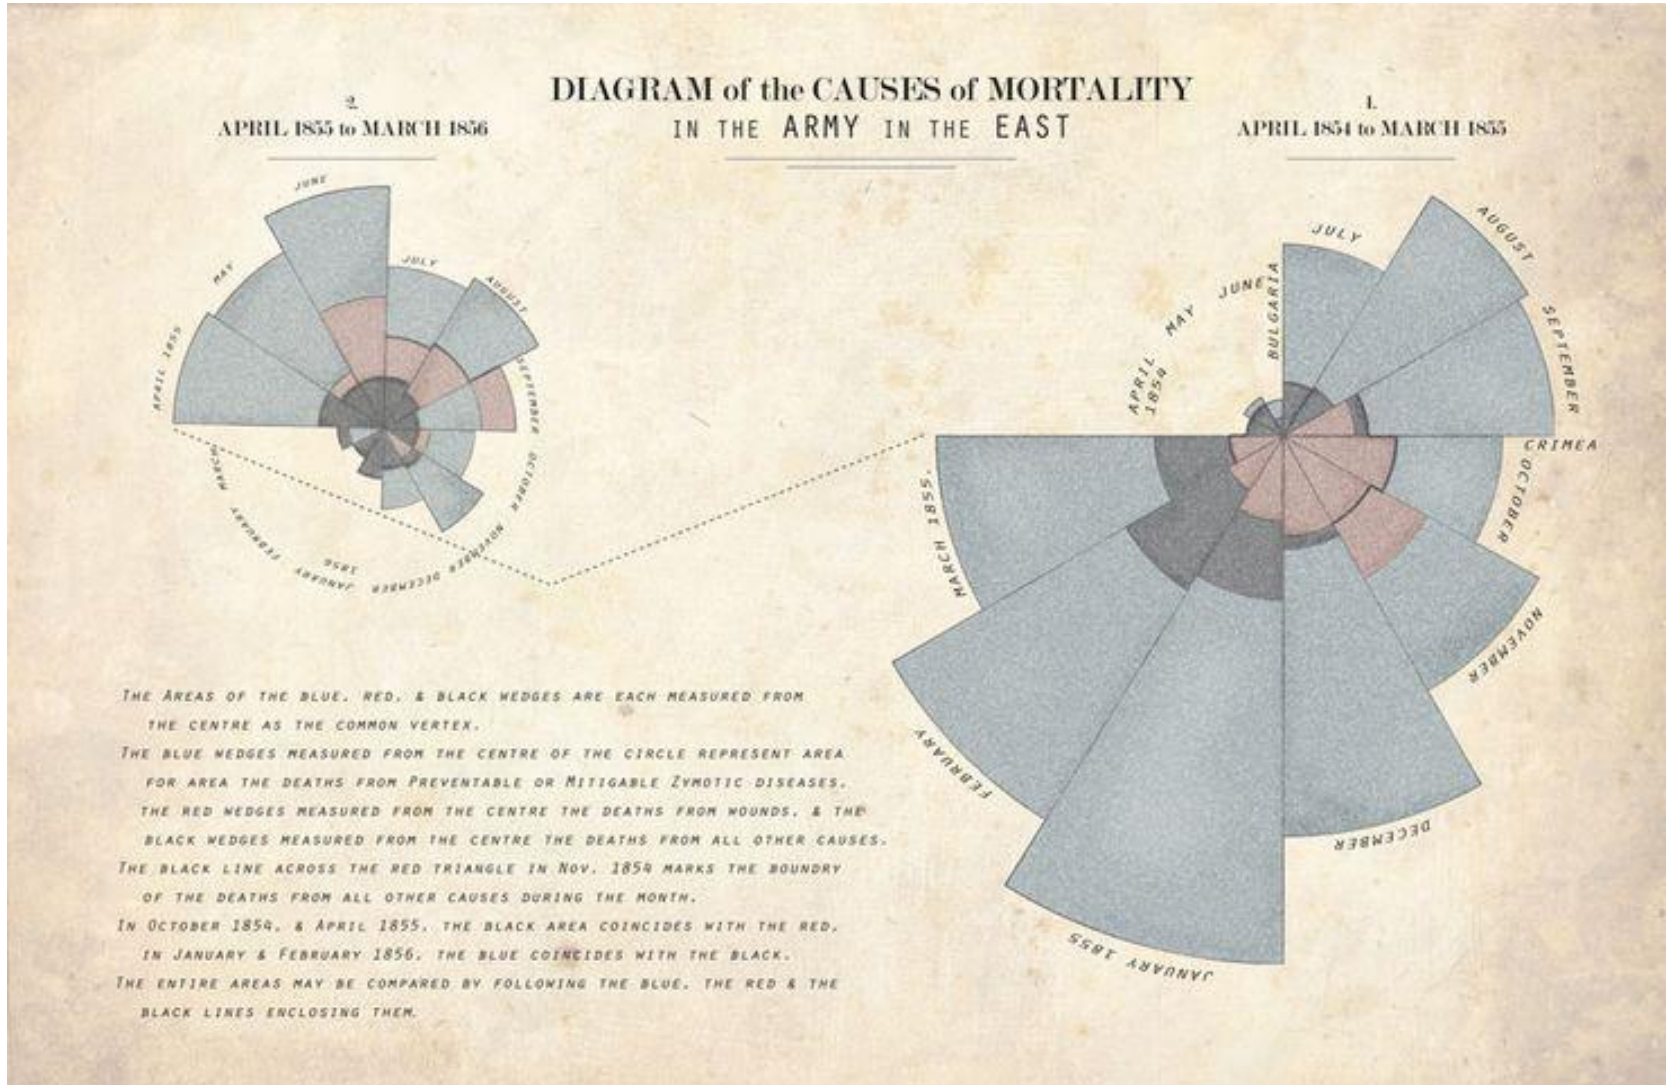 DIAGRAM of the CAUSES of MORTALITY
IN THE ARMY IN THE EAST
2.
APRIL 1855 to MARCH 1856
1.
APRIL 1854 to MARCH 1855
APRIL 1855
MAY
JUNE
JULY
AUGUST
SEPTEMBER
OCTOBER
NOVEMBER
DECEMBER
JANUARY
1856
FEBRUARY
MARCH
APRIL
1854
MAY
JUNE
BULGARIA
JULY
AUGUST
SEPTEMBER
CRIMEA
OCTOBER
NOVEMBER
DECEMBER
JANUARY 1855
FEBRUARY
MARCH 1855.
THE AREAS OF THE BLUE, RED, & BLACK WEDGES ARE EACH MEASURED FROM
THE CENTRE AS THE COMMON VERTEX.
THE BLUE WEDGES MEASURED FROM THE CENTRE OF THE CIRCLE REPRESENT AREA
FOR AREA THE DEATHS FROM PREVENTABLE OR MITIGABLE ZYMOTIC DISEASES,
THE RED WEDGES MEASURED FROM THE CENTRE THE DEATHS FROM WOUNDS, & THE
BLACK WEDGES MEASURED FROM THE CENTRE THE DEATHS FROM ALL OTHER CAUSES.
THE BLACK LINE ACROSS THE RED TRIANGLE IN NOV. 1854 MARKS THE BOUNDRY
OF THE DEATHS FROM ALL OTHER CAUSES DURING THE MONTH.
IN OCTOBER 1854, & APRIL 1855, THE BLACK AREA COINCIDES WITH THE RED,
IN JANUARY & FEBRUARY 1856, THE BLUE COINCIDES WITH THE BLACK.
THE ENTIRE AREAS MAY BE COMPARED BY FOLLOWING THE BLUE, THE RED & THE
BLACK LINES ENCLOSING THEM.